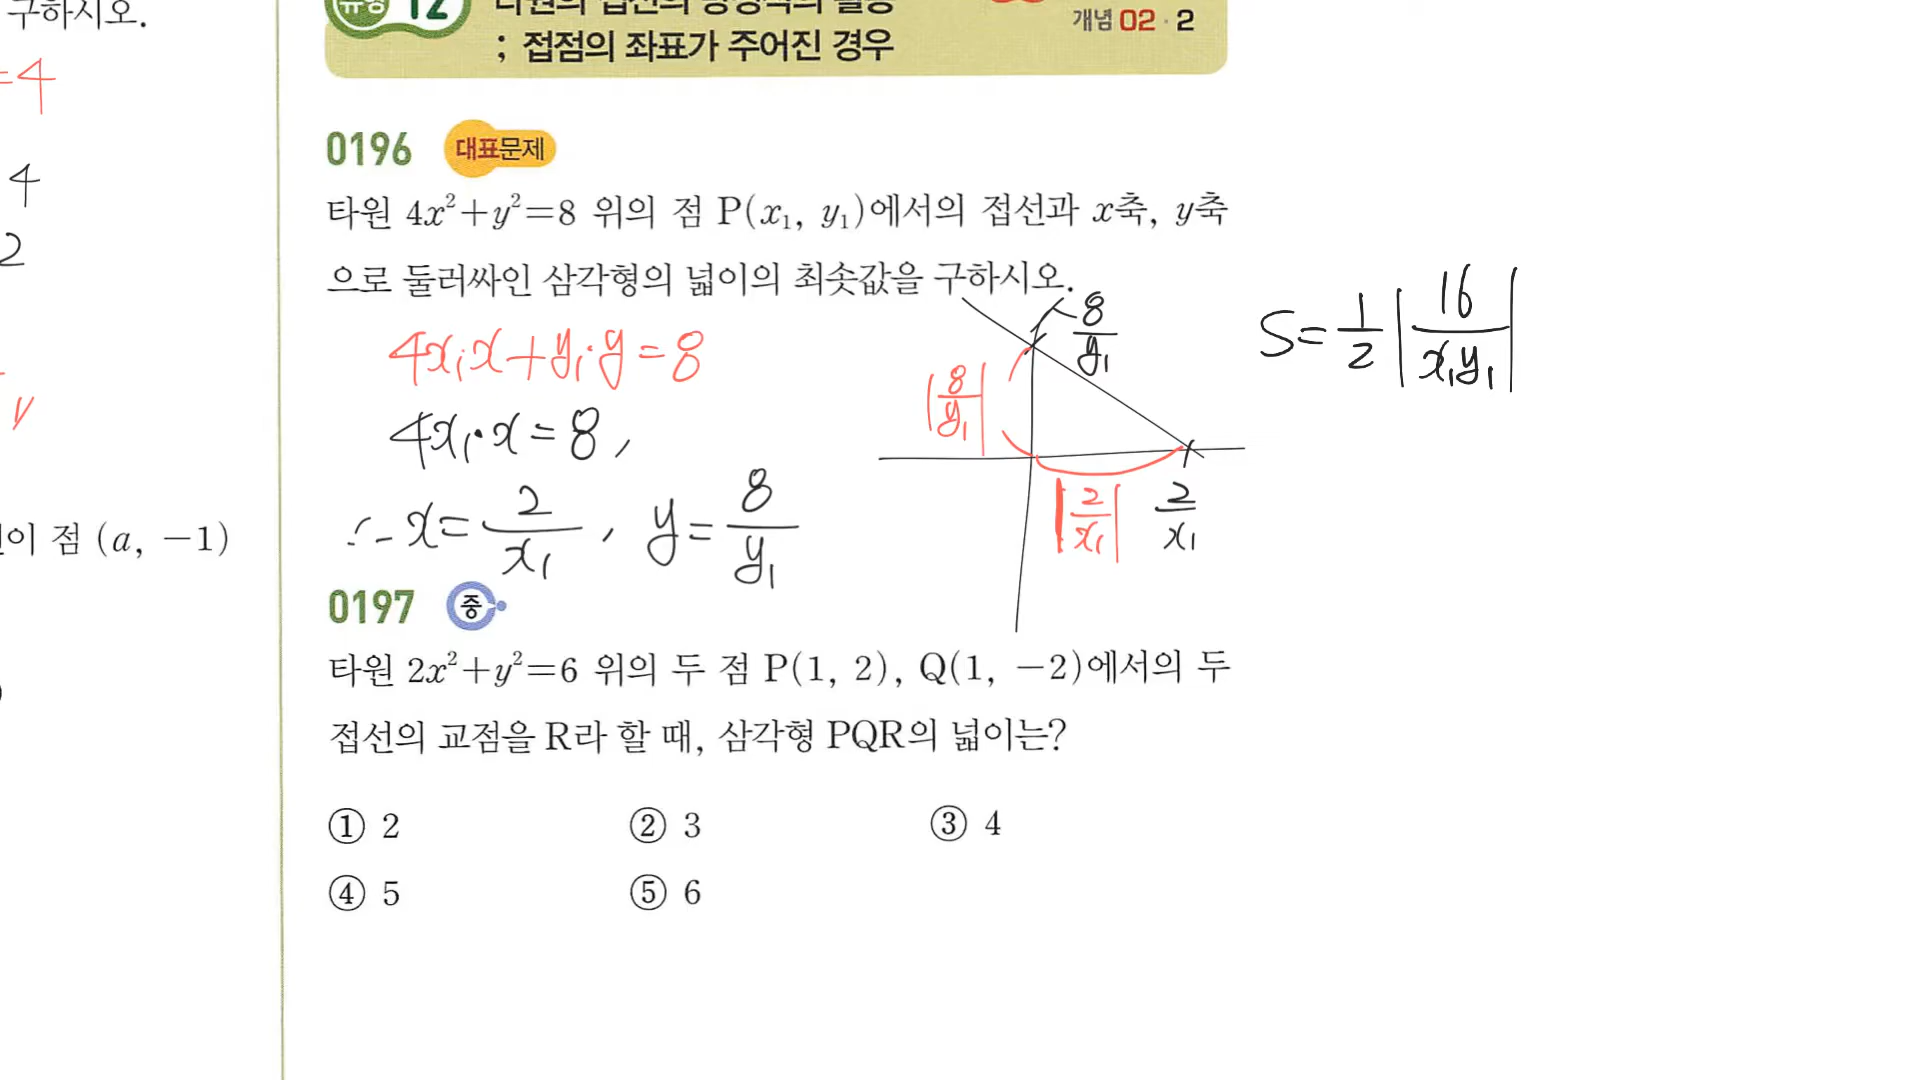 구하시오.
=4
4
2
y
점 (a, −1)
12
; 접점의 좌표가 주어진 경우
개념 02 · 2
0196 대표문제
타원 4x²+y²=8 위의 점 P(x₁, y₁)에서의 접선과 x축, y축
으로 둘러싸인 삼각형의 넓이의 최솟값을 구하시오.
4x₁x+y₁·y=8
4x₁·x=8,
∴ x=2/x₁, y=8/y₁
8/y₁
|8/y₁|
|2/x₁| 2/x₁
S=1/2|16/x₁y₁|
0197 중
타원 2x²+y²=6 위의 두 점 P(1, 2), Q(1, −2)에서의 두
접선의 교점을 R라 할 때, 삼각형 PQR의 넓이는?
① 2 ② 3 ③ 4
④ 5 ⑤ 6